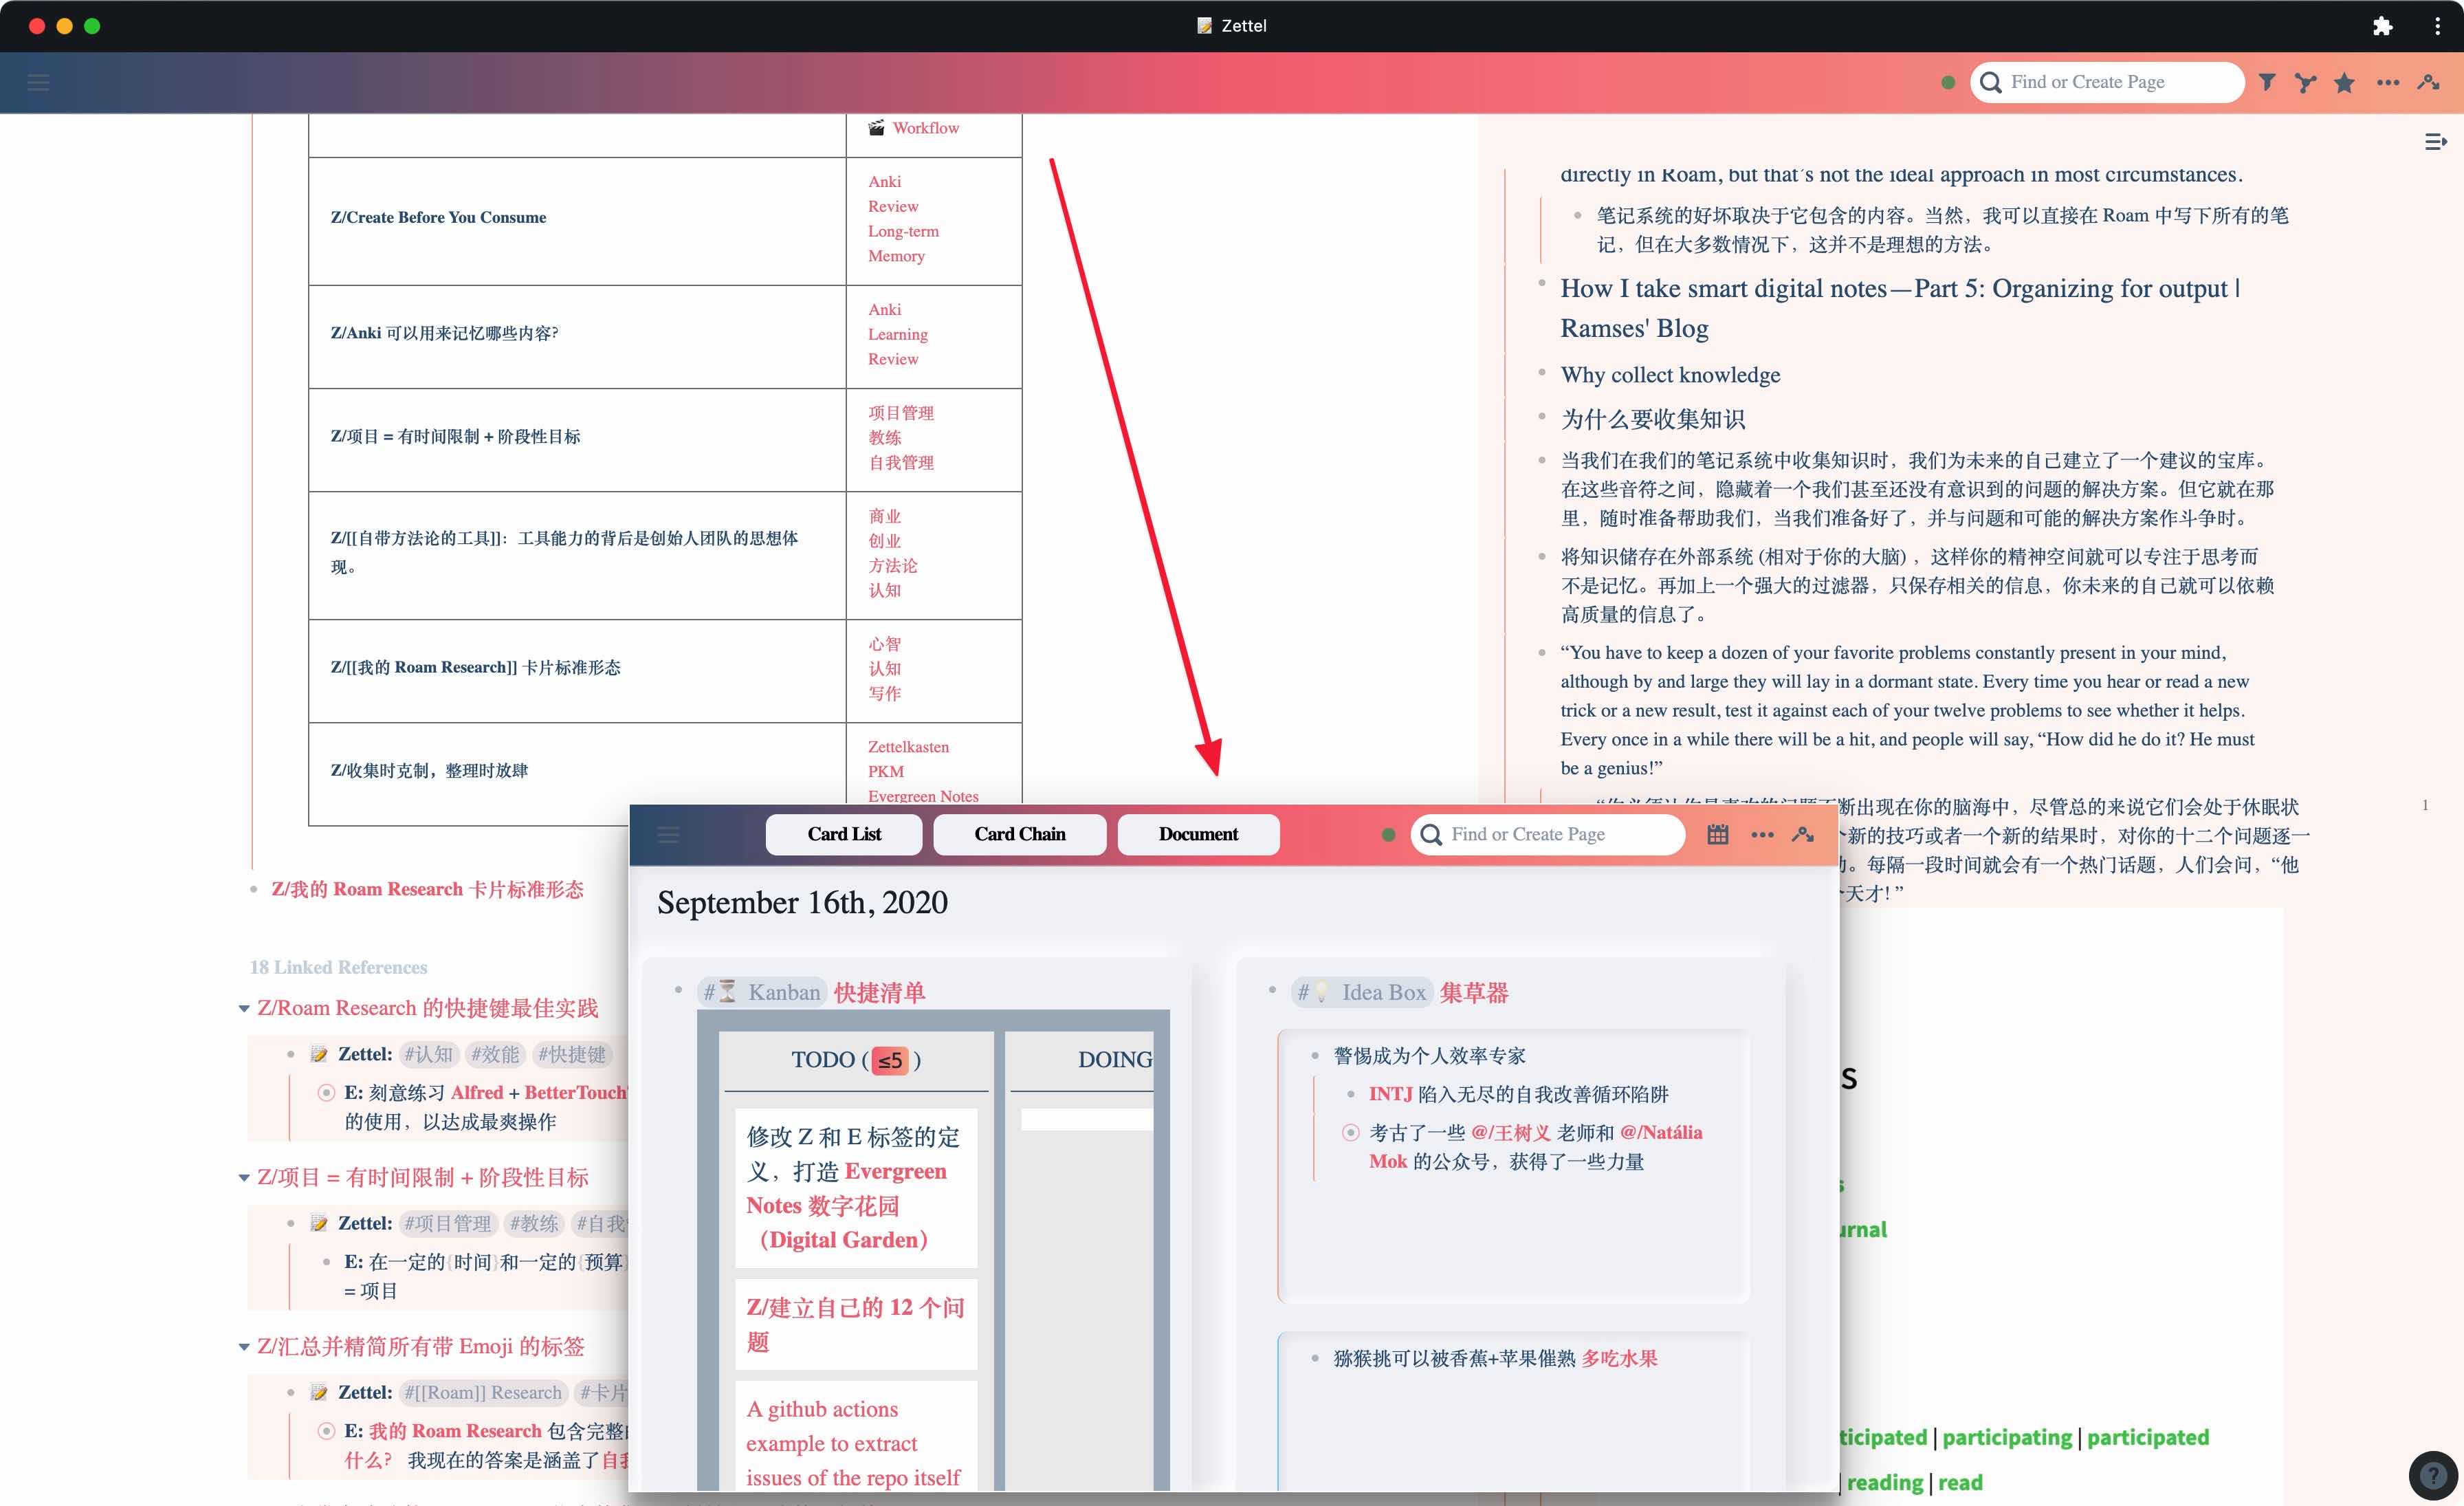 Zettel
Find or Create Page
Workflow
Z/Create Before You Consume
Anki
Review
Long-term
Memory
Z/Anki 可以用来记忆哪些内容?
Anki
Learning
Review
Z/项目 = 有时间限制 + 阶段性目标
项目管理
教练
自我管理
Z/[[自带方法论的工具]]：工具能力的背后是创始人团队的思想体
现。
商业
创业
方法论
认知
Z/[[我的 Roam Research]] 卡片标准形态
心智
认知
写作
Z/收集时克制，整理时放肆
Zettelkasten
PKM
Evergreen Notes
Z/我的 Roam Research 卡片标准形态
18 Linked References
Z/Roam Research 的快捷键最佳实践
Zettel: #认知 #效能 #快捷键
E: 刻意练习 Alfred + BetterTouch
的使用，以达成最爽操作
Z/项目 = 有时间限制 + 阶段性目标
Zettel: #项目管理 #教练 #自我
E: 在一定的{时间}和一定的{预算
= 项目
Z/汇总并精简所有带 Emoji 的标签
Zettel: #[[Roam]] Research #卡片
E: 我的 Roam Research 包含完整
什么? 我现在的答案是涵盖了自我
directly in Roam, but that's not the ideal approach in most circumstances.
笔记系统的好坏取决于它包含的内容。当然，我可以直接在 Roam 中写下所有的笔
记，但在大多数情况下，这并不是理想的方法。
How I take smart digital notes—Part 5: Organizing for output |
Ramses' Blog
Why collect knowledge
为什么要收集知识
当我们在我们的笔记系统中收集知识时，我们为未来的自己建立了一个建议的宝库。
在这些音符之间，隐藏着一个我们甚至还没有意识到的问题的解决方案。但它就在那
里，随时准备帮助我们，当我们准备好了，并与问题和可能的解决方案作斗争时。
将知识储存在外部系统 (相对于你的大脑) ，这样你的精神空间就可以专注于思考而
不是记忆。再加上一个强大的过滤器，只保存相关的信息，你未来的自己就可以依赖
高质量的信息了。
“You have to keep a dozen of your favorite problems constantly present in your mind,
although by and large they will lay in a dormant state. Every time you hear or read a new
trick or a new result, test it against each of your twelve problems to see whether it helps.
Every once in a while there will be a hit, and people will say, “How did he do it? He must
be a genius!”
断出现在你的脑海中，尽管总的来说它们会处于休眠状
新的技巧或者一个新的结果时，对你的十二个问题逐一
。每隔一段时间就会有一个热门话题，人们会问，“他
天才! ”
1
s
s
urnal
ticipated | participating | participated
| reading | read
?
Card List
Card Chain
Document
Find or Create Page
September 16th, 2020
#⏳ Kanban 快捷清单
TODO ( ≤5 )
DOING
修改 Z 和 E 标签的定
义，打造 Evergreen
Notes 数字花园
（Digital Garden）
Z/建立自己的 12 个问
题
A github actions
example to extract
issues of the repo itself
#💡 Idea Box 集草器
警惕成为个人效率专家
INTJ 陷入无尽的自我改善循环陷阱
考古了一些 @/王树义 老师和 @/Natália
Mok 的公众号，获得了一些力量
猕猴挑可以被香蕉+苹果催熟 多吃水果